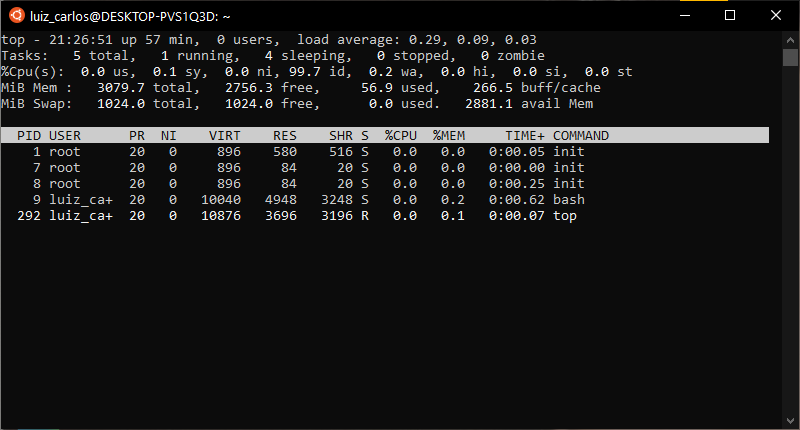 luiz_carlos@DESKTOP-PVS1Q3D: ~
top - 21:26:51 up 57 min,  0 users,  load average: 0.29, 0.09, 0.03
Tasks:   5 total,   1 running,   4 sleeping,   0 stopped,   0 zombie
%Cpu(s):  0.0 us,  0.1 sy,  0.0 ni, 99.7 id,  0.2 wa,  0.0 hi,  0.0 si,  0.0 st
MiB Mem :   3079.7 total,   2756.3 free,     56.9 used,    266.5 buff/cache
MiB Swap:   1024.0 total,   1024.0 free,      0.0 used.   2881.1 avail Mem
  PID USER      PR  NI    VIRT    RES    SHR S  %CPU  %MEM     TIME+ COMMAND
    1 root      20   0     896    580    516 S   0.0   0.0   0:00.05 init
    7 root      20   0     896     84     20 S   0.0   0.0   0:00.00 init
    8 root      20   0     896     84     20 S   0.0   0.0   0:00.25 init
    9 luiz_ca+  20   0   10040   4948   3248 S   0.0   0.2   0:00.62 bash
  292 luiz_ca+  20   0   10876   3696   3196 R   0.0   0.1   0:00.07 top